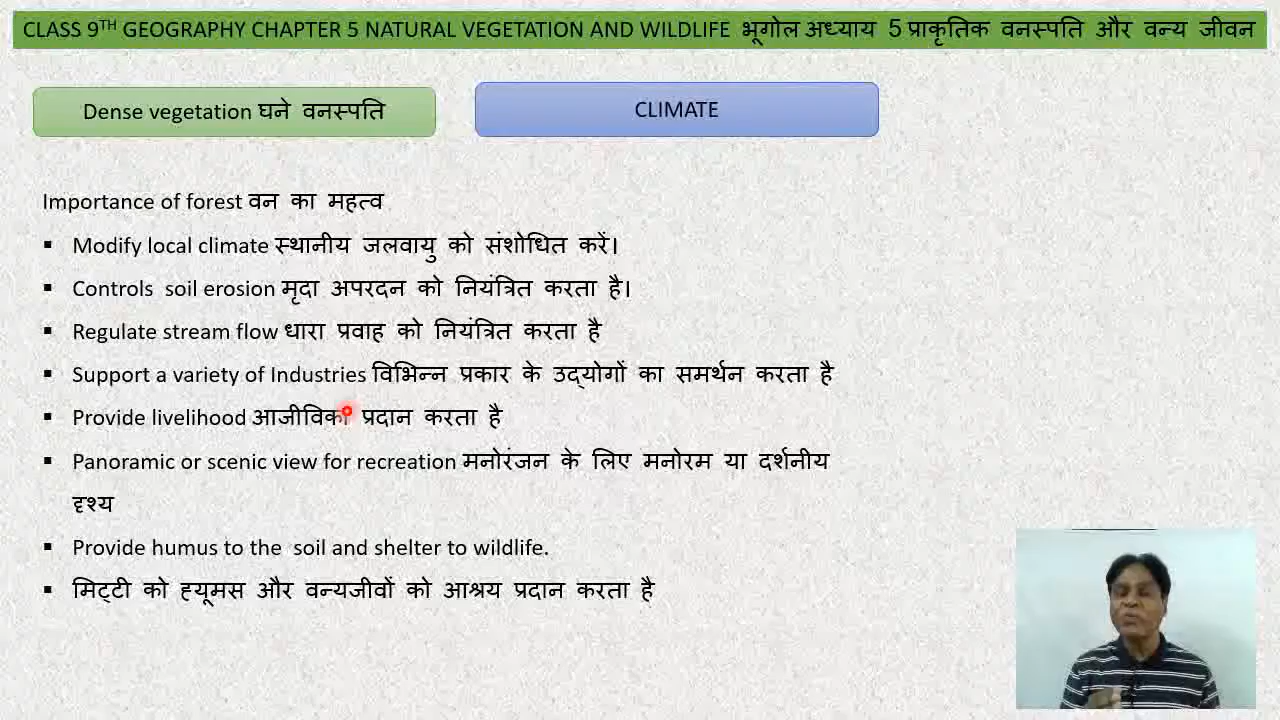 CLASS 9TH GEOGRAPHY CHAPTER 5 NATURAL VEGETATION AND WILDLIFE भूगोल अध्याय 5 प्राकृतिक वनस्पति और वन्य जीवन
Dense vegetation घने वनस्पति
CLIMATE
Importance of forest वन का महत्व
▪ Modify local climate स्थानीय जलवायु को संशोधित करें।
▪ Controls soil erosion मृदा अपरदन को नियंत्रित करता है।
▪ Regulate stream flow धारा प्रवाह को नियंत्रित करता है
▪ Support a variety of Industries विभिन्न प्रकार के उद्योगों का समर्थन करता है
▪ Provide livelihood आजीविका प्रदान करता है
▪ Panoramic or scenic view for recreation मनोरंजन के लिए मनोरम या दर्शनीय
दृश्य
▪ Provide humus to the soil and shelter to wildlife.
▪ मिट्टी को ह्यूमस और वन्यजीवों को आश्रय प्रदान करता है